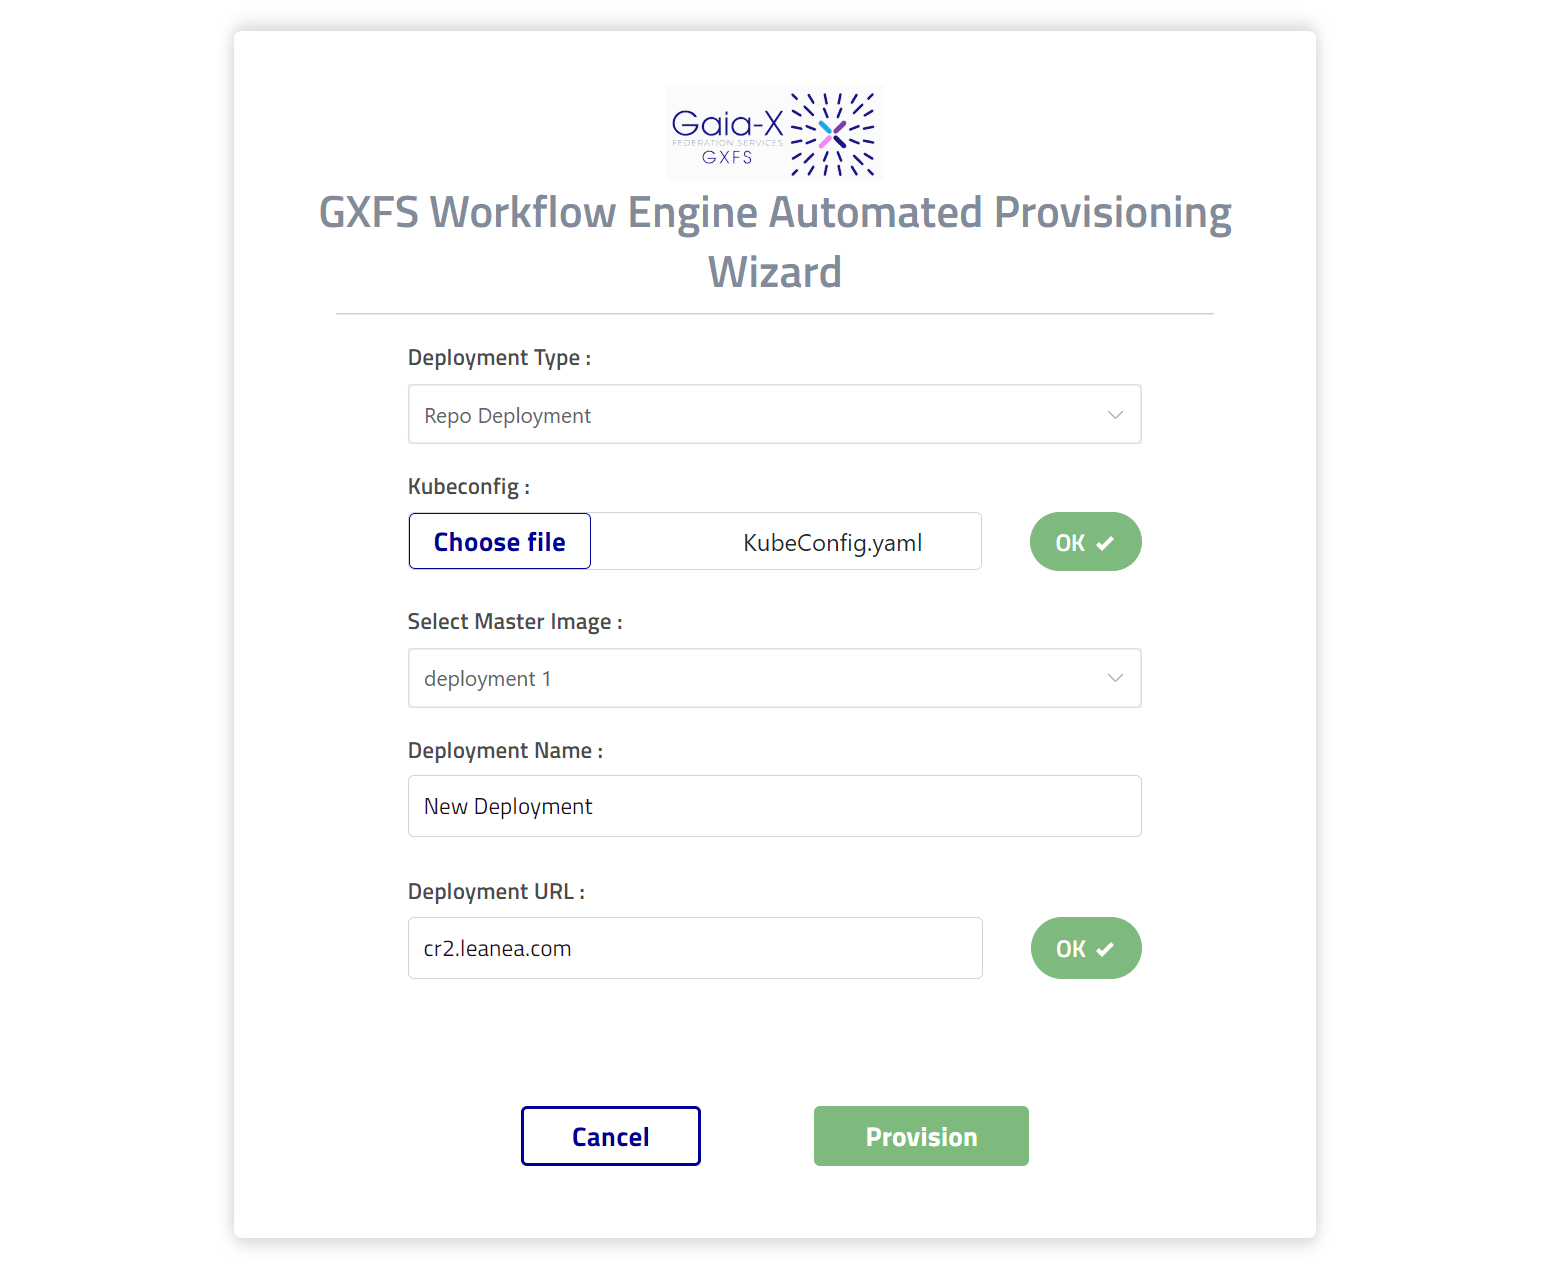 Gaia-X
FEDERATION SERVICES
GXFS
GXFS Workflow Engine Automated Provisioning
Wizard
Deployment Type :
Repo Deployment
Kubeconfig :
Choose file KubeConfig.yaml OK
Select Master Image :
deployment 1
Deployment Name :
New Deployment
Deployment URL :
cr2.leanea.com OK
Cancel Provision